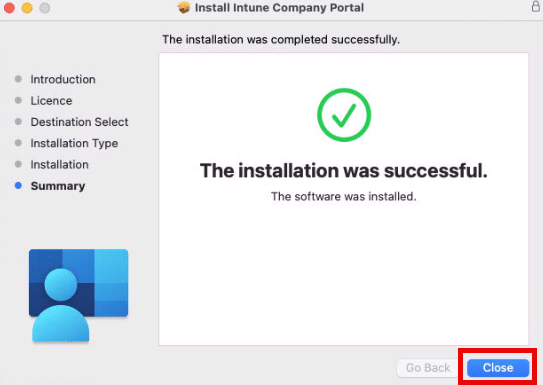 Install Intune Company Portal
The installation was completed successfully.
Introduction
Licence
Destination Select
Installation Type
Installation
Summary
The installation was successful.
The software was installed.
Go Back
Close